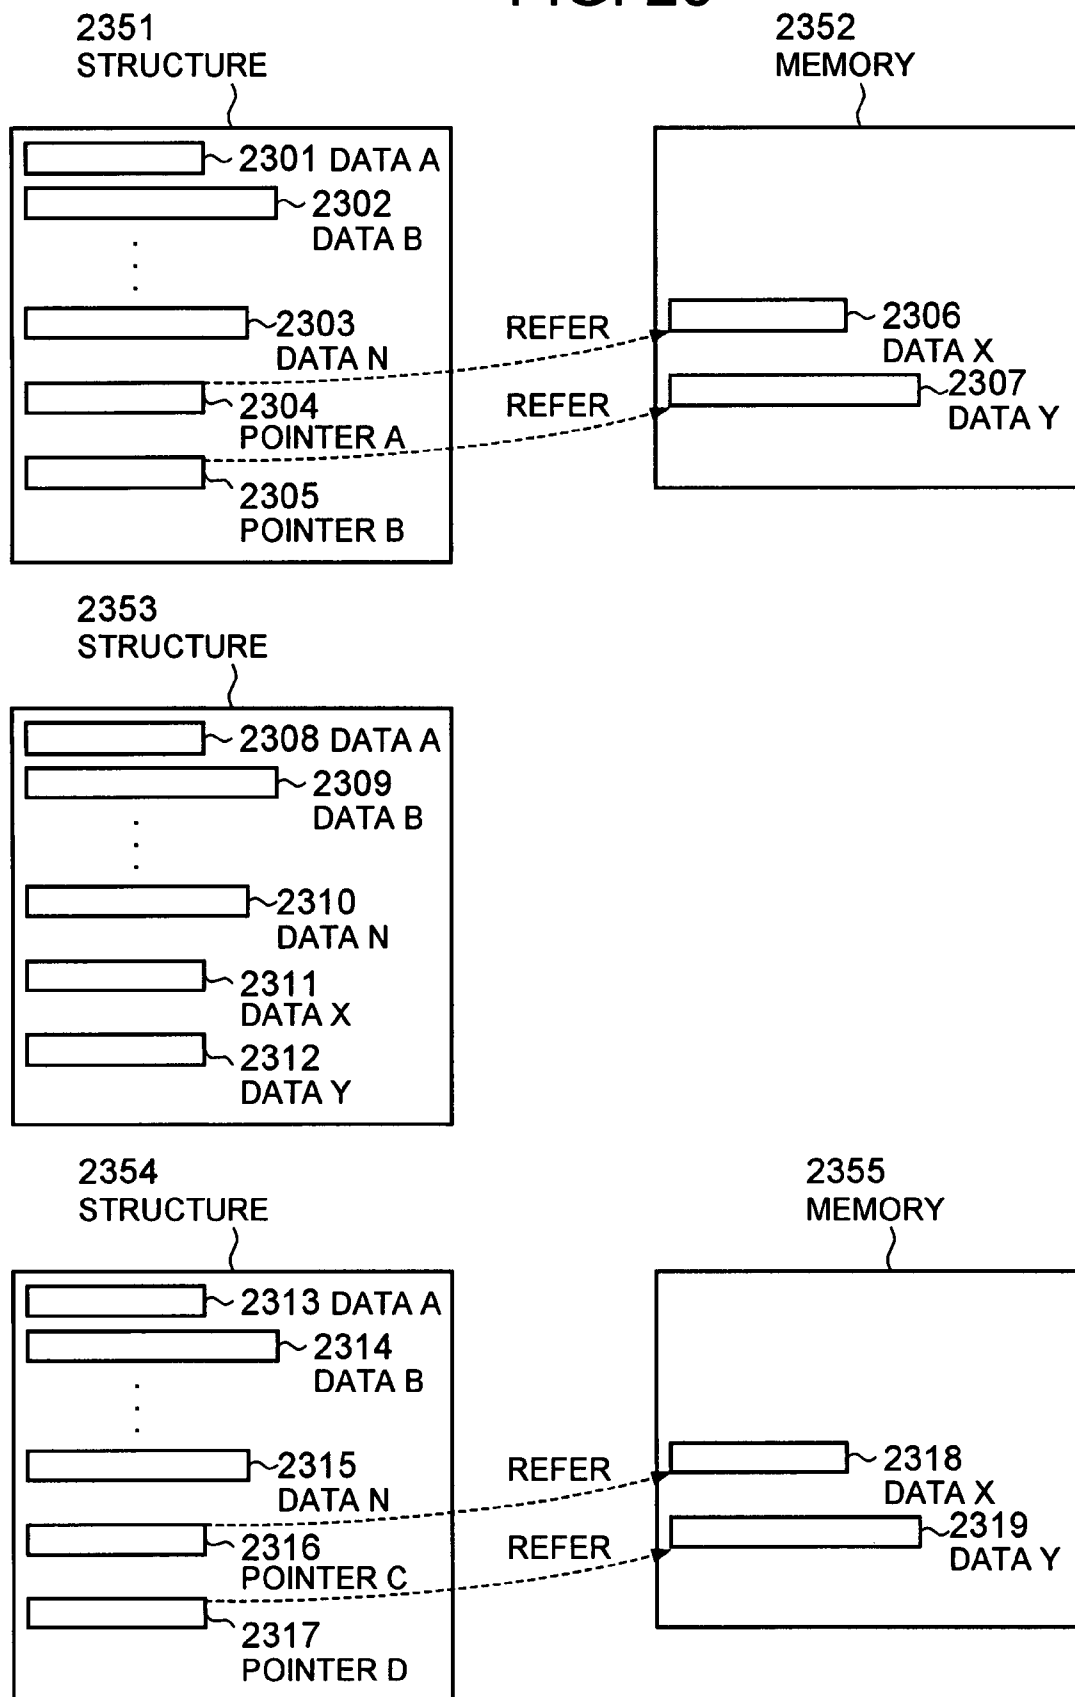 2351
STRUCTURE
2352
MEMORY
2301 DATA A
2302
DATA B
2303
DATA N
2304
POINTER A
2305
POINTER B
REFER
REFER
2306
DATA X
2307
DATA Y
2353
STRUCTURE
2308 DATA A
2309
DATA B
2310
DATA N
2311
DATA X
2312
DATA Y
2354
STRUCTURE
2355
MEMORY
2313 DATA A
2314
DATA B
2315
DATA N
2316
POINTER C
2317
POINTER D
REFER
REFER
2318
DATA X
2319
DATA Y